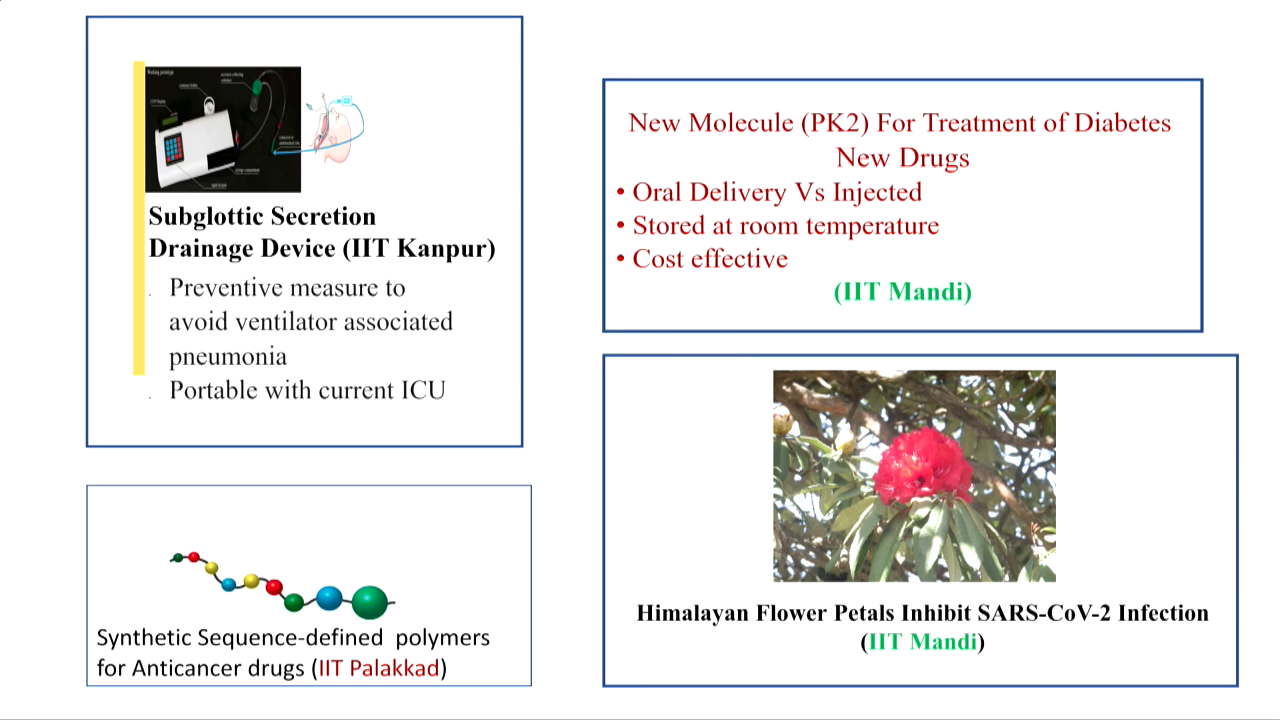 Subglottic Secretion
Drainage Device (IIT Kanpur)
Preventive measure to
avoid ventilator associated
pneumonia
Portable with current ICU
New Molecule (PK2) For Treatment of Diabetes
New Drugs
• Oral Delivery Vs Injected
• Stored at room temperature
• Cost effective
(IIT Mandi)
Synthetic Sequence-defined polymers
for Anticancer drugs (IIT Palakkad)
Himalayan Flower Petals Inhibit SARS-CoV-2 Infection
(IIT Mandi)